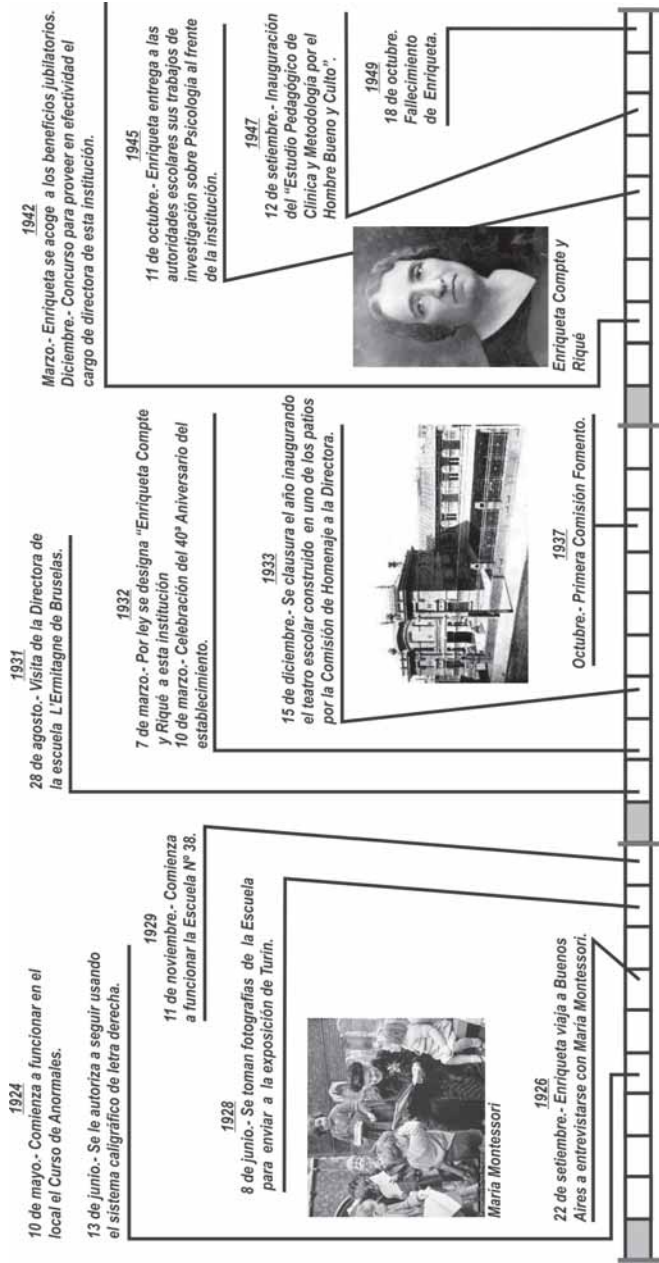 1924
10 de mayo.- Comienza a funcionar en el
local el Curso de Anormales.
13 de junio.- Se le autoriza a seguir usando
el sistema caligráfico de letra derecha.
1929
11 de noviembre.- Comienza
a funcionar la Escuela Nº 38.
1928
8 de junio.- Se toman fotografías de la Escuela
para enviar a la exposición de Turín.
María Montessori
1926
22 de setiembre.- Enriqueta viaja a Buenos
Aires a entrevistarse con María Montessori.
1931
28 de agosto.- Visita de la Directora de
la escuela L'Ermitagne de Bruselas.
1932
7 de marzo.- Por ley se designa "Enriqueta Compte
y Riqué a esta institución
10 de marzo.- Celebración del 40ª Aniversario del
establecimiento.
1933
15 de diciembre.- Se clausura el año inaugurando
el teatro escolar construido en uno de los patios
por la Comisión de Homenaje a la Directora.
1937
Octubre.- Primera Comisión Fomento.
1942
Marzo.- Enriqueta se acoge a los beneficios jubilatorios.
Diciembre.- Concurso para proveer en efectividad el
cargo de directora de esta institución.
1945
11 de octubre.- Enriqueta entrega a las
autoridades escolares sus trabajos de
investigación sobre Psicología al frente
de la institución.
1947
12 de setiembre.- Inauguración
del "Estudio Pedagógico de
Clínica y Metodología por el
Hombre Bueno y Culto".
1949
18 de octubre.
Fallecimiento
de Enriqueta.
Enriqueta Compte y
Riqué